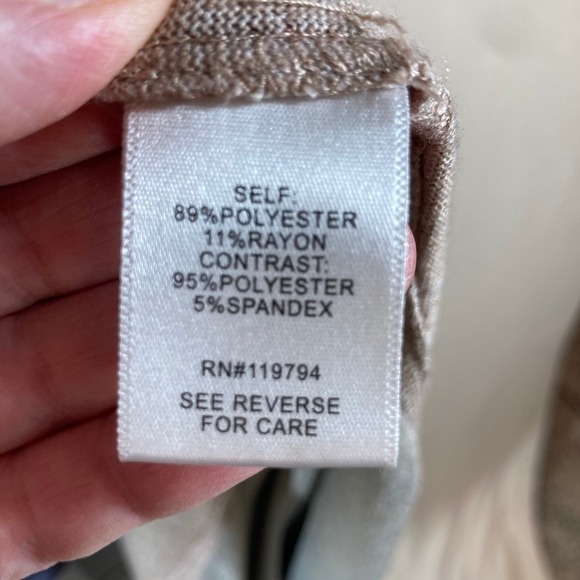 SELF:
89%POLYESTER
11%RAYON
CONTRAST:
95%POLYESTER
5%SPANDEX
RN#119794
SEE REVERSE
FOR CARE